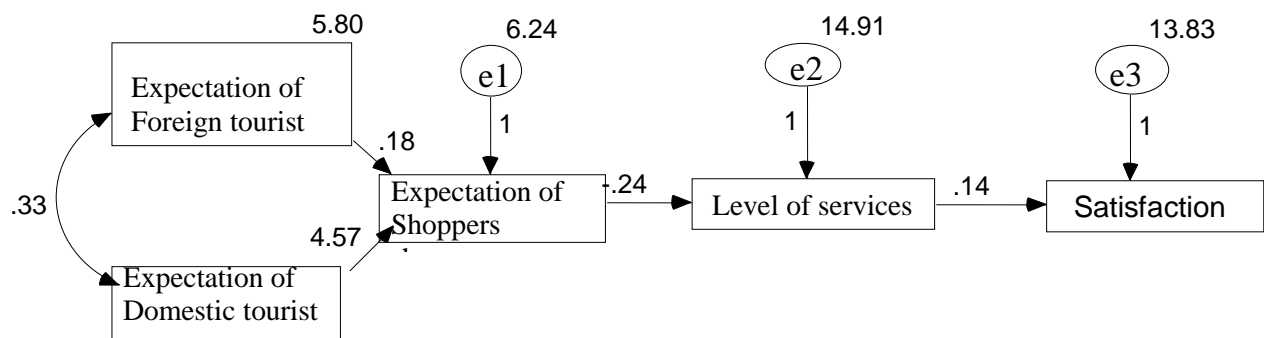 5.80
6.24
14.91
13.83
Expectation of
Foreign tourist
e1
e2
e3
.18
1
1
1
.33
Expectation of
Shoppers
-.24
Level of services
.14
Satisfaction
4.57
Expectation of
Domestic tourist